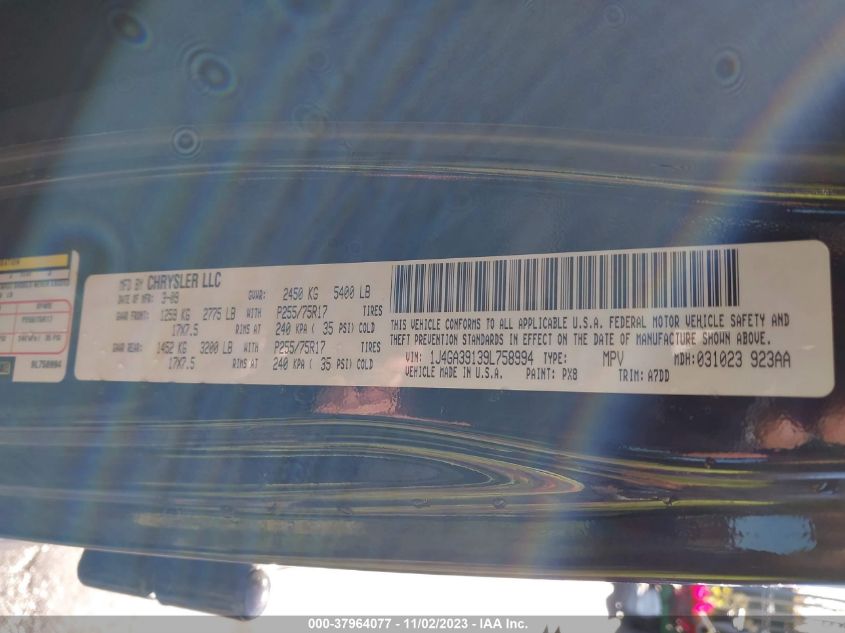 MFD BY CHRYSLER LLC
DATE OF MFR: 3-09 GVWR: 2450 KG 5400 LB
GAWR FRONT: 1259 KG 2775 LB WITH P255/75R17 TIRES
17X7.5 RIMS AT 240 KPA ( 35 PSI) COLD
GAWR REAR: 1452 KG 3200 LB WITH P255/75R17 TIRES
17X7.5 RIMS AT 240 KPA ( 35 PSI) COLD
THIS VEHICLE CONFORMS TO ALL APPLICABLE U.S.A. FEDERAL MOTOR VEHICLE SAFETY AND
THEFT PREVENTION STANDARDS IN EFFECT ON THE DATE OF MANUFACTURE SHOWN ABOVE.
VIN: 1J4GA39139L758994 TYPE: MPV MDH:031023 923AA
VEHICLE MADE IN U.S.A. PAINT: PX8 TRIM: A7DD
9L758994
000-37964077 - 11/02/2023 - IAA Inc.